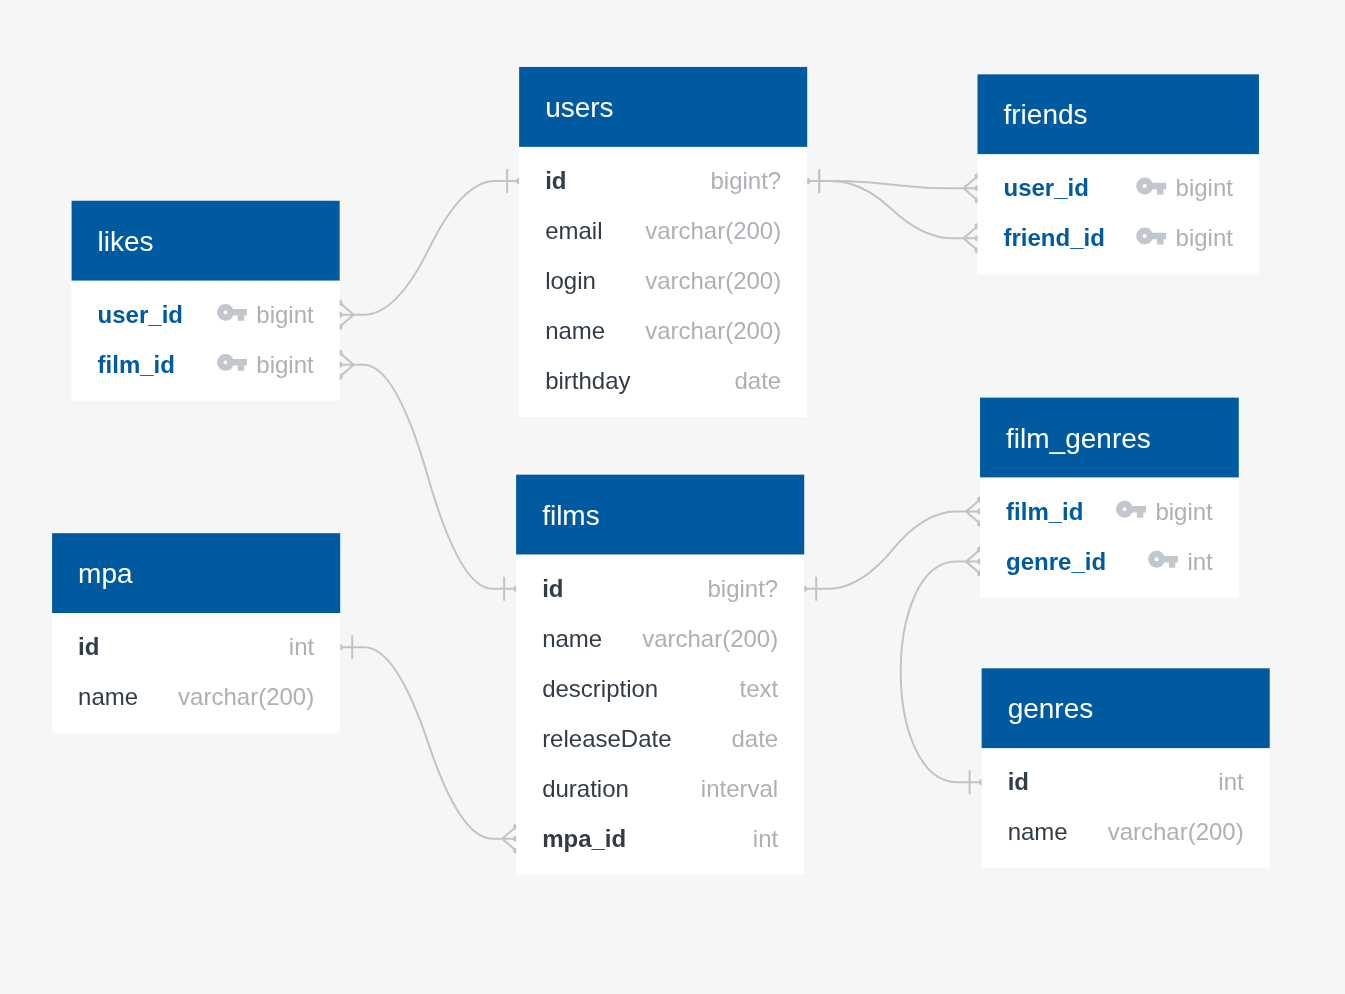 users
id bigint?
email varchar(200)
login varchar(200)
name varchar(200)
birthday date
friends
user_id bigint
friend_id bigint
likes
user_id bigint
film_id bigint
film_genres
film_id bigint
genre_id int
films
id bigint?
name varchar(200)
description text
releaseDate date
duration interval
mpa_id int
mpa
id int
name varchar(200)
genres
id int
name varchar(200)